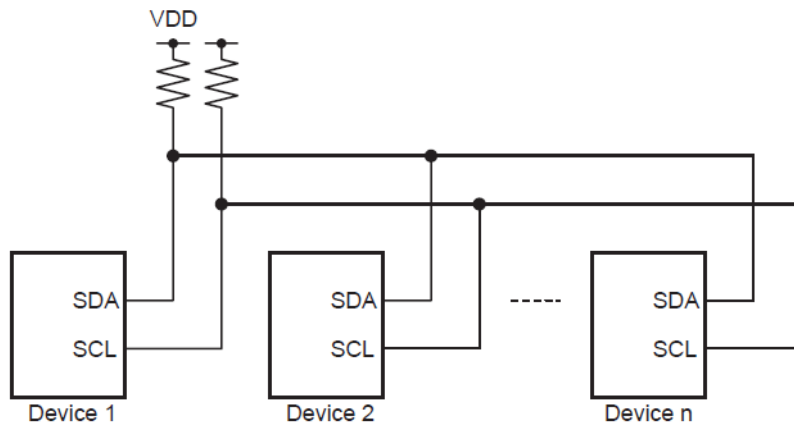 VDD
SDA
SCL
Device 1
SDA
SCL
Device 2
SDA
SCL
Device n